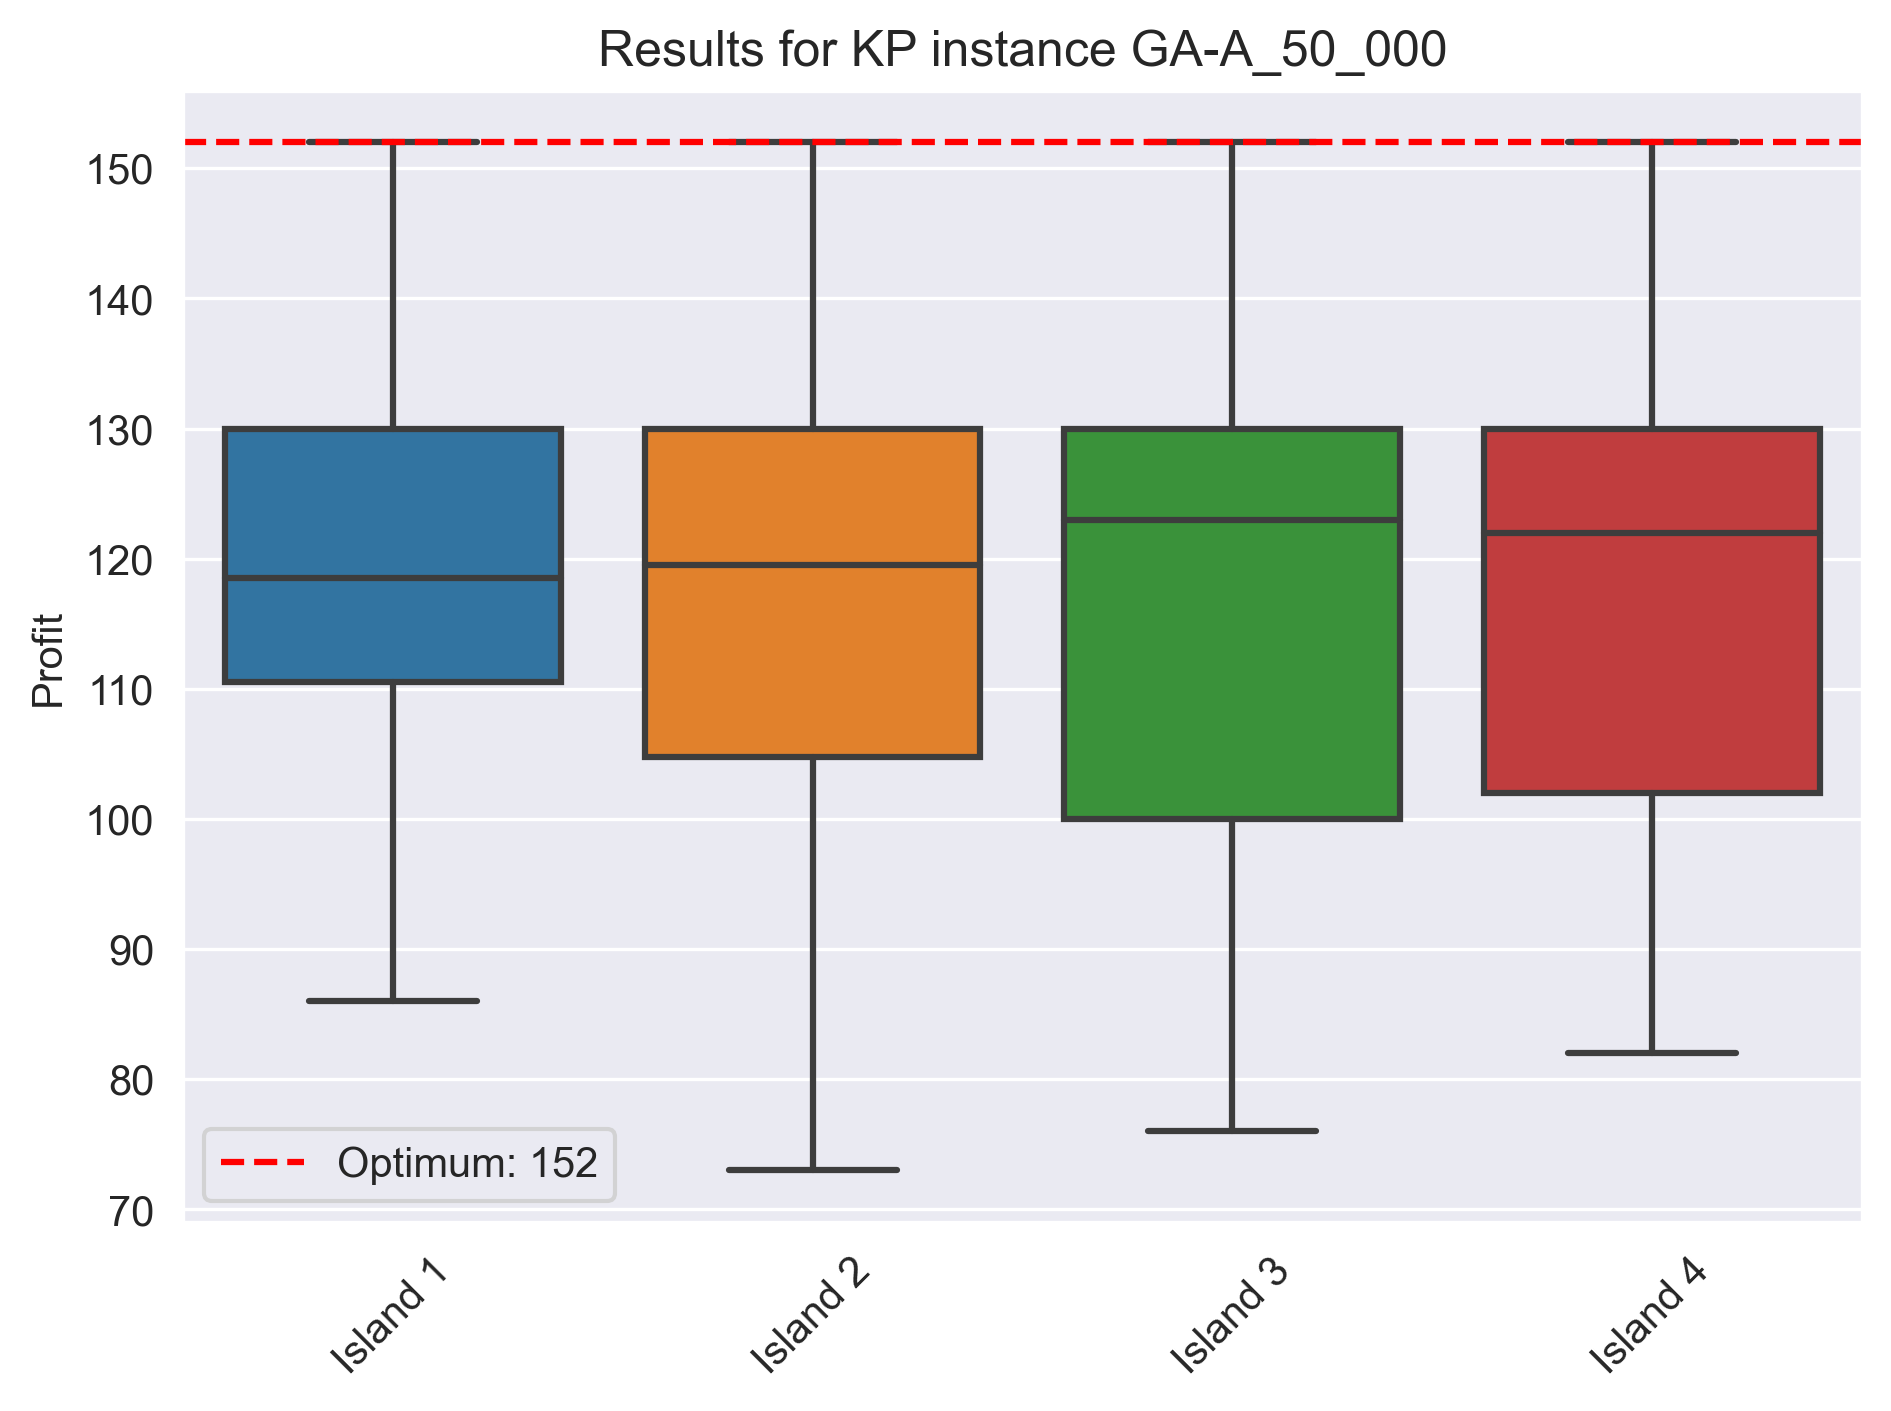 Results for KP instance GA-A_50_000
Profit
150
140
130
120
110
100
90
80
70
Optimum: 152
Island 1
Island 2
Island 3
Island 4